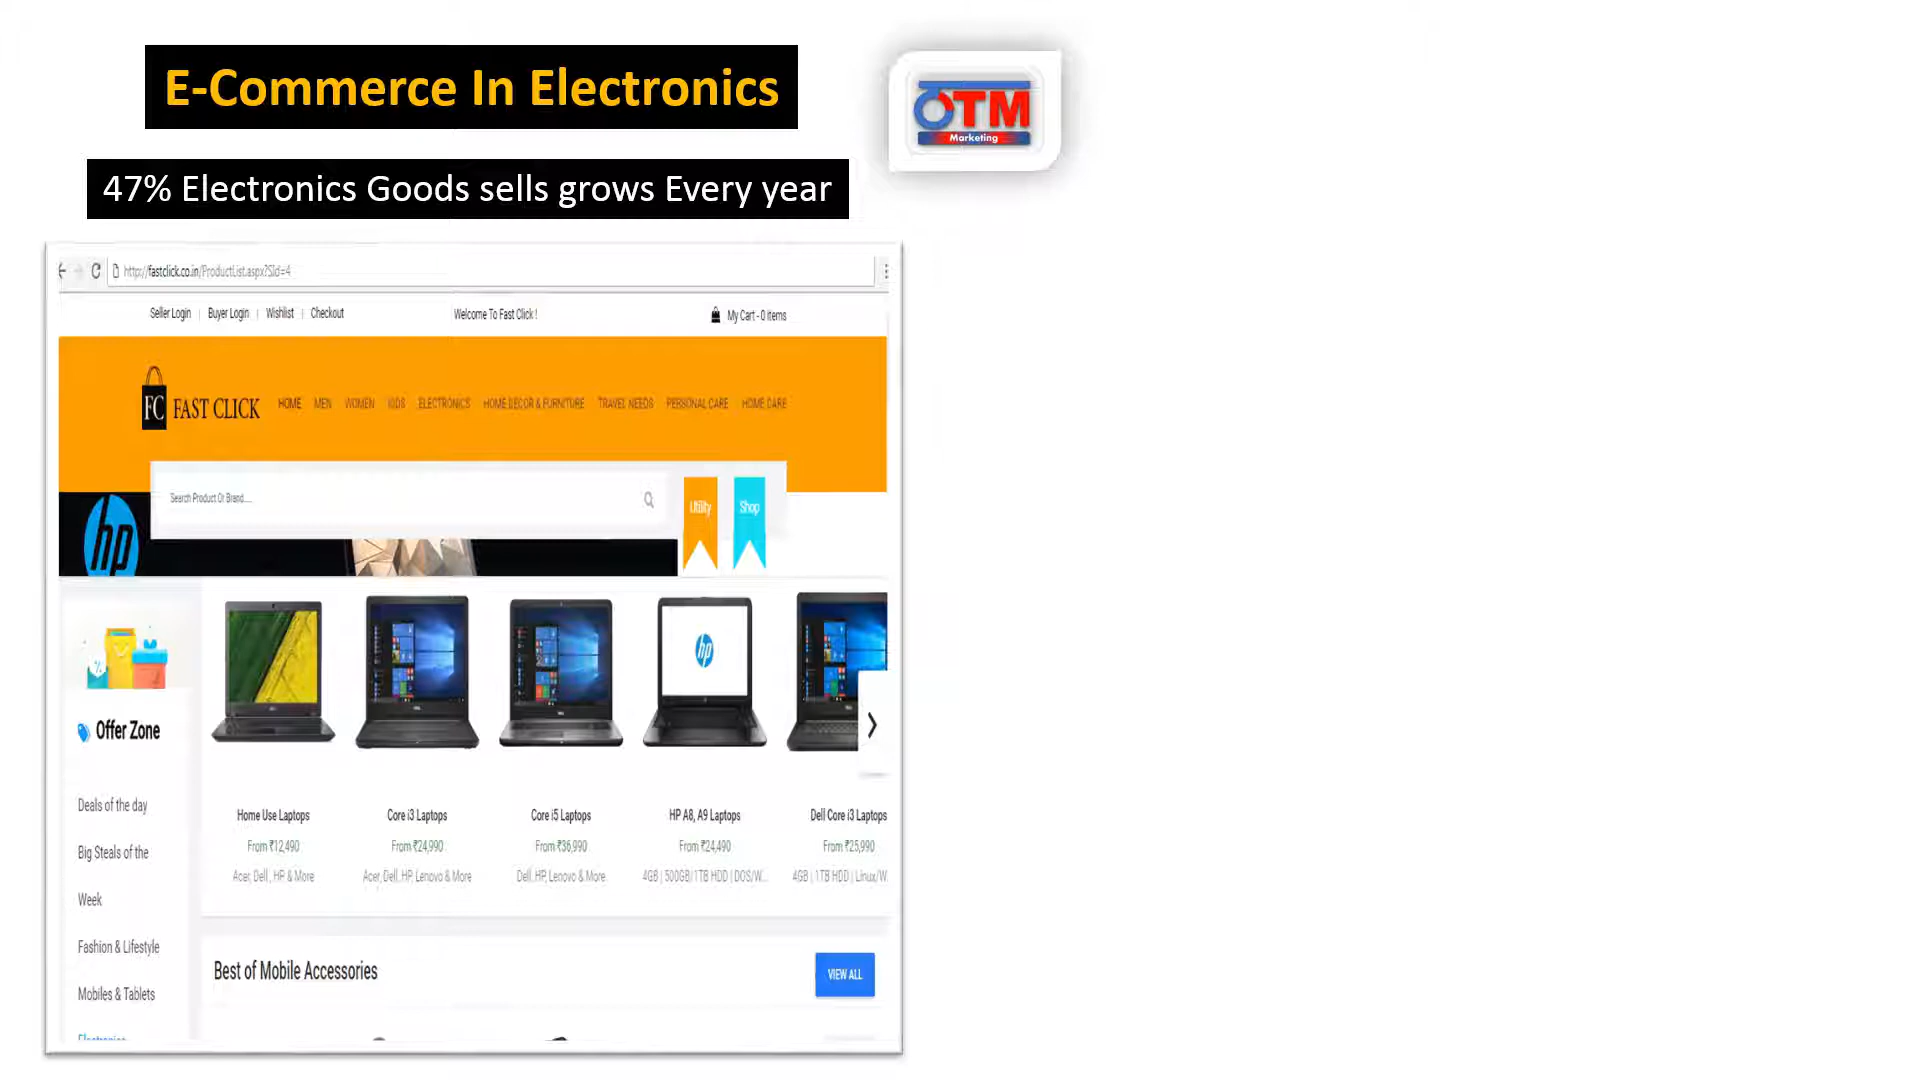 E-Commerce In Electronics
OTM
Marketing
47% Electronics Goods sells grows Every year
http://fastclick.co.in/ProductList.aspx?SId=4
Seller Login | Buyer Login | Wishlist | Checkout
Welcome To Fast Click !
My Cart - 0 items
FC FAST CLICK
HOME MEN WOMEN KIDS ELECTRONICS HOME DECOR & FURNITURE TRAVEL NEEDS PERSONAL CARE HOME CARE
Search Product Or Brand.....
Utility
Shop
hp
hp
Offer Zone
Deals of the day
Big Steals of the
Week
Fashion & Lifestyle
Mobiles & Tablets
Electronics
Home Use Laptops
From ₹12,490
Acer, Dell , HP & More
Core i3 Laptops
From ₹24,990
Acer, Dell, HP, Lenovo & More
Core i5 Laptops
From ₹36,990
Dell, HP, Lenovo & More
HP A8, A9 Laptops
From ₹24,490
4GB | 500GB/1TB HDD | DOS/W...
Dell Core i3 Laptops
From ₹25,990
4GB | 1TB HDD | Linux/W.
Best of Mobile Accessories
VIEW ALL